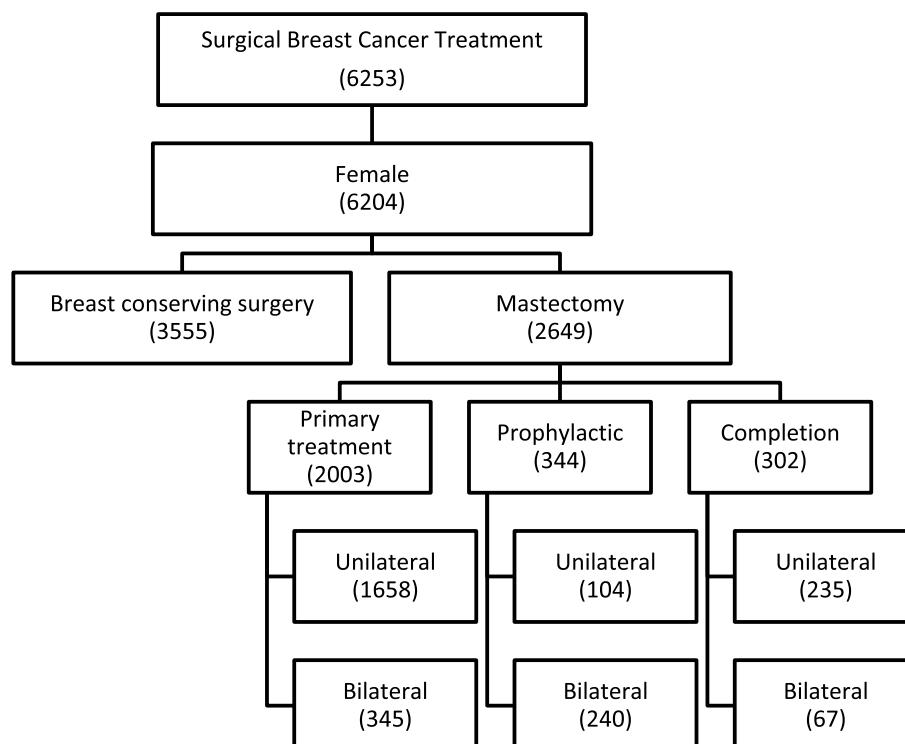 Surgical Breast Cancer Treatment
(6253)
Female
(6204)
Breast conserving surgery
(3555)
Mastectomy
(2649)
Primary
treatment
(2003)
Prophylactic
(344)
Completion
(302)
Unilateral
(1658)
Unilateral
(104)
Unilateral
(235)
Bilateral
(345)
Bilateral
(240)
Bilateral
(67)